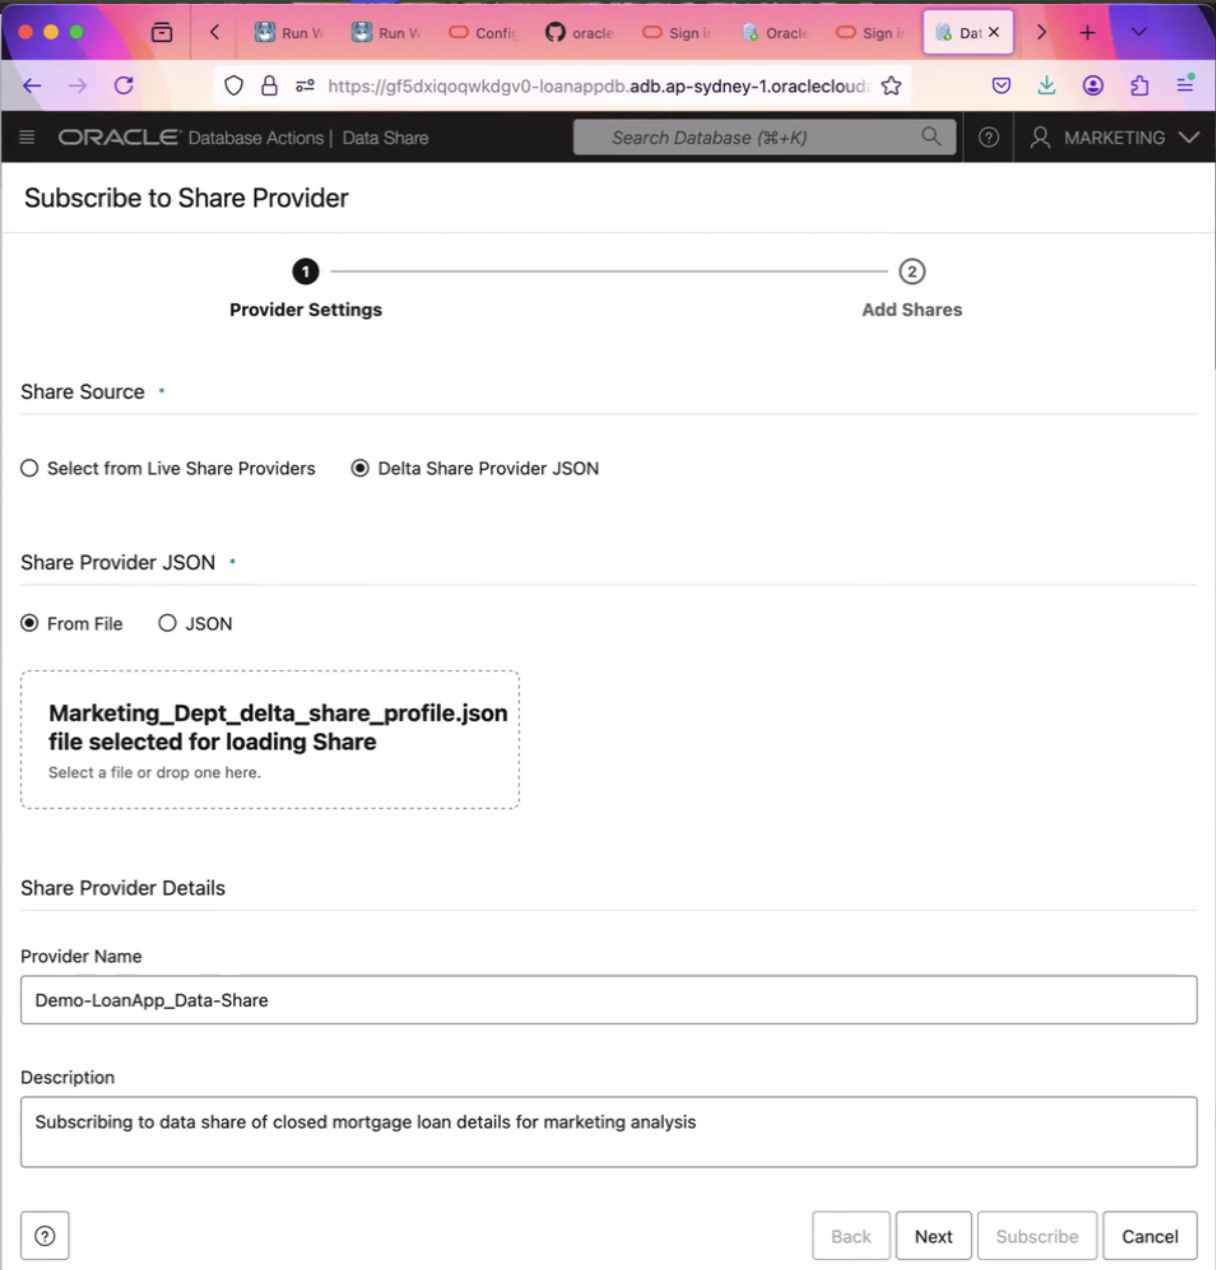 Run
Run
Config
oracle
Sign in
Oracle
Sign in
Dat
https://gf5dxiqoqwkdgv0-loanappdb.adb.ap-sydney-1.oracleclouda
ORACLE Database Actions | Data Share
Search Database (⌘+K)
MARKETING
Subscribe to Share Provider
1
2
Provider Settings
Add Shares
Share Source
Select from Live Share Providers
Delta Share Provider JSON
Share Provider JSON
From File
JSON
Marketing_Dept_delta_share_profile.json
file selected for loading Share
Select a file or drop one here.
Share Provider Details
Provider Name
Demo-LoanApp_Data-Share
Description
Subscribing to data share of closed mortgage loan details for marketing analysis
Back
Next
Subscribe
Cancel